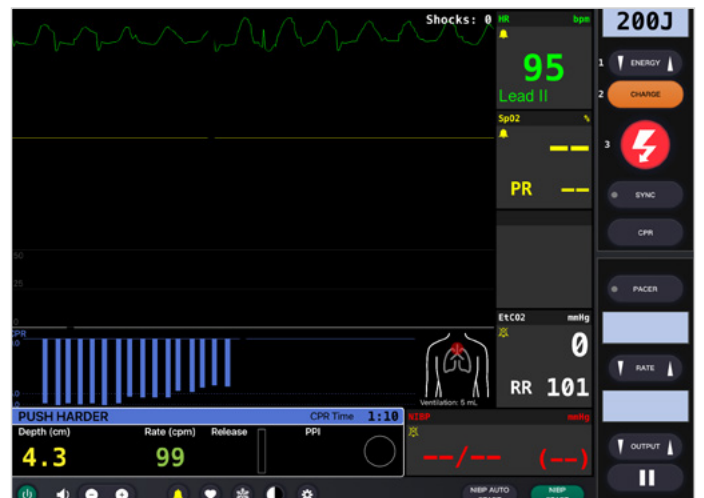 Shocks: 0
HR bpm
95
Lead II
SpO2 %
--
PR --
50
25
0
EtCO2 mmHg
0
RR 101
CPR
Ventilation: 5 mL
PUSH HARDER CPR Time 1:10
Depth (cm) Rate (cpm) Release PPI
4.3 99
NIBP mmHg
--/-- (--)
NIBP AUTO
NIBP
200J
1 ENERGY
2 CHARGE
3
SYNC
CPR
PACER
RATE
OUTPUT